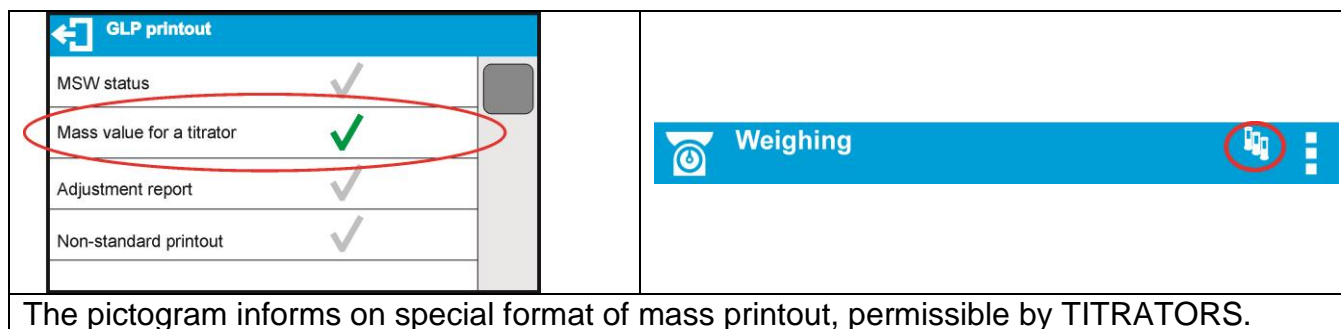 GLP printout
MSW status
Mass value for a titrator
Adjustment report
Non-standard printout
Weighing
The pictogram informs on special format of mass printout, permissible by TITRATORS.